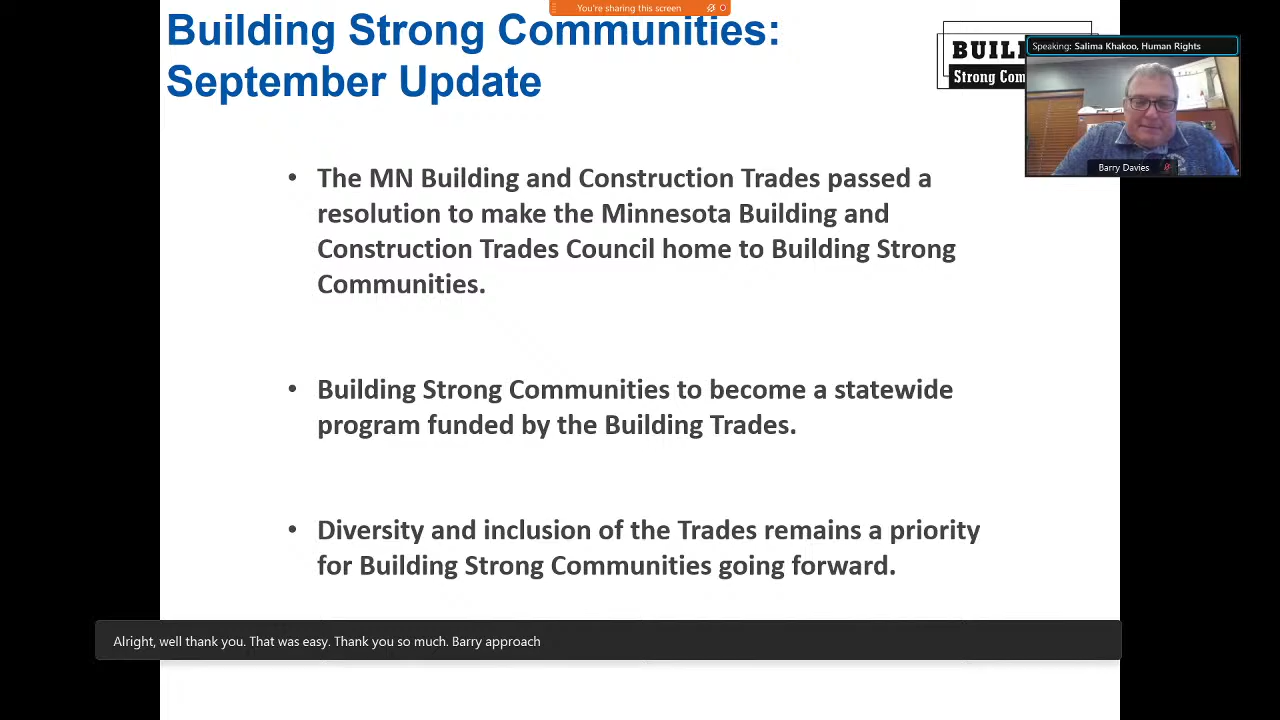 You're sharing this screen
Building Strong Communities:
September Update
BUIL
Strong Com
Speaking: Salima Khakoo, Human Rights
Barry Davies
• The MN Building and Construction Trades passed a
resolution to make the Minnesota Building and
Construction Trades Council home to Building Strong
Communities.
• Building Strong Communities to become a statewide
program funded by the Building Trades.
• Diversity and inclusion of the Trades remains a priority
for Building Strong Communities going forward.
Alright, well thank you. That was easy. Thank you so much. Barry approach